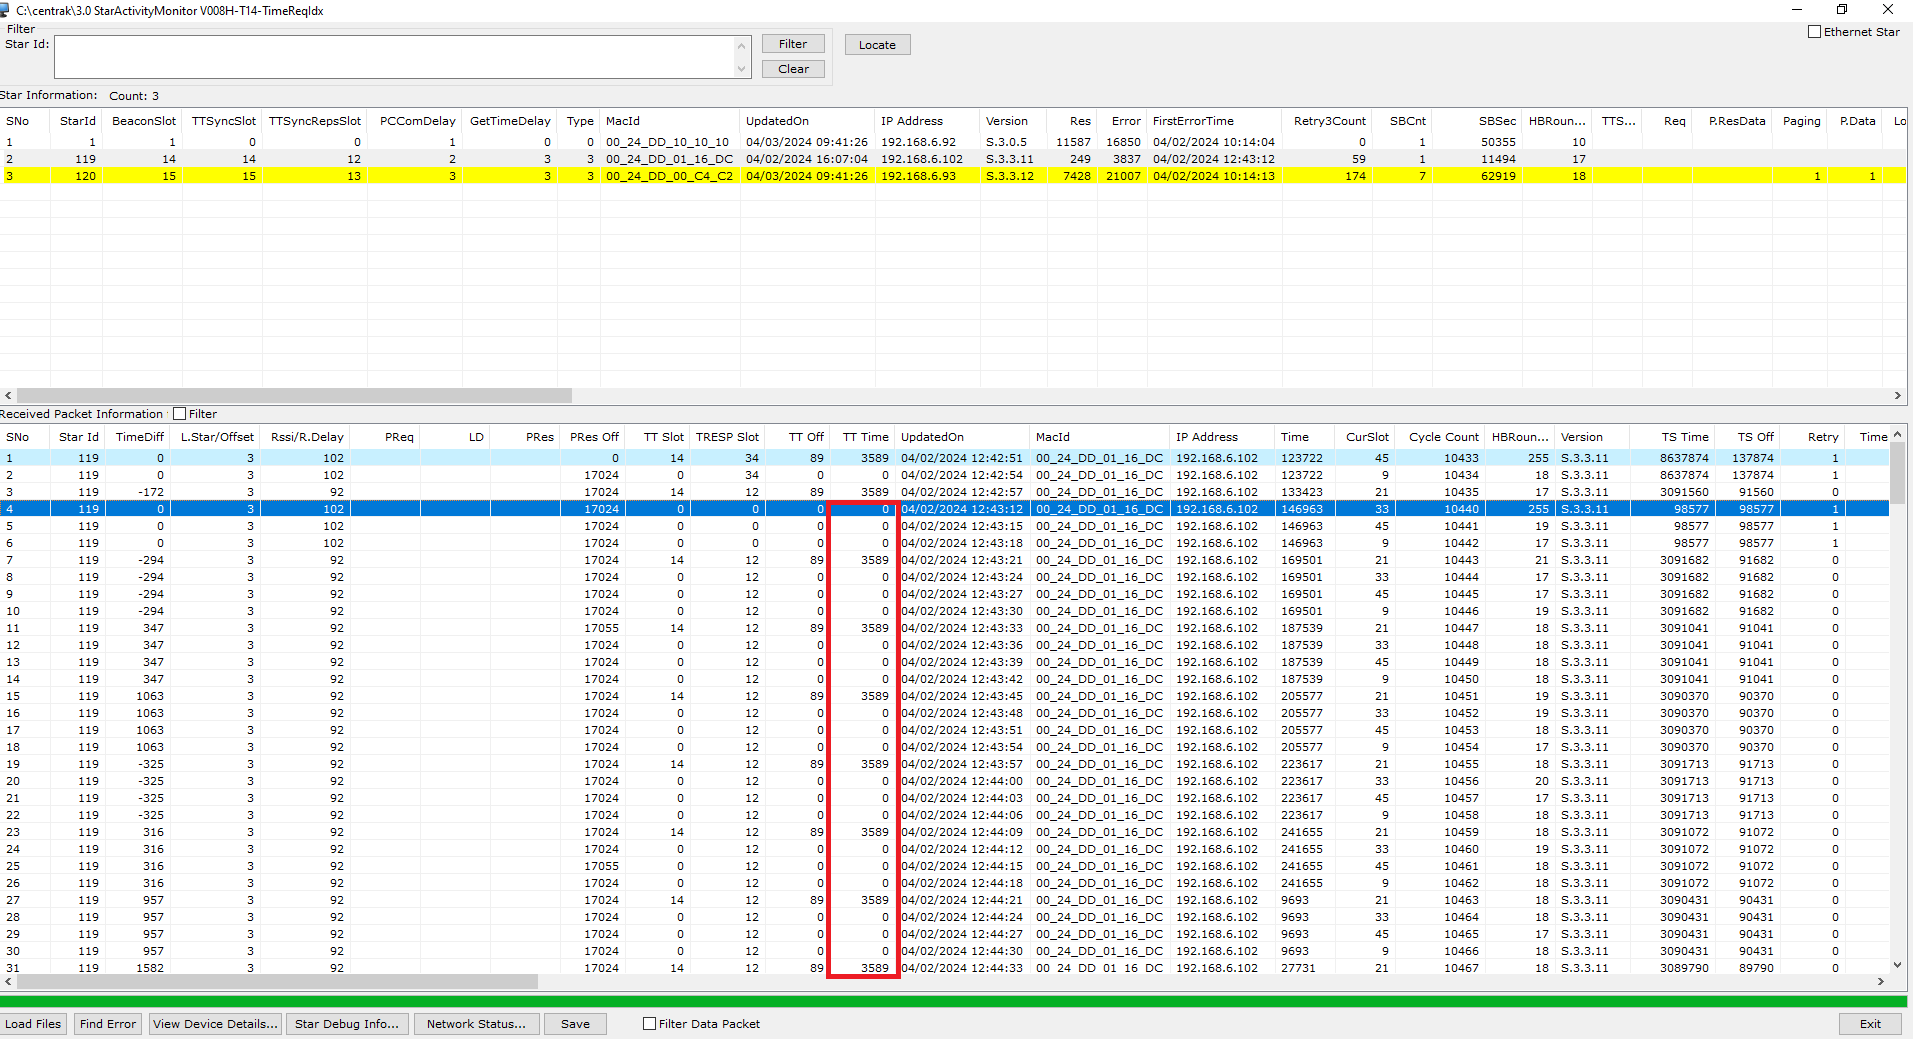 C:\centrak\3.0 StarActivityMonitor V008H-T14-TimeReqIdx
Filter
Star Id:
Filter
Clear
Locate
Ethernet Star
Star Information: Count: 3
SNo StarId BeaconSlot TTSyncSlot TTSyncRepsSlot PCComDelay GetTimeDelay Type MacId UpdatedOn IP Address Version Res Error FirstErrorTime Retry3Count SBCnt SBSec HBRoun... TTS... Req P.ResData Paging P.Data Lo
1 1 1 0 0 1 0 0 00_24_DD_10_10_10 04/03/2024 09:41:26 192.168.6.92 S.3.0.5 11587 16850 04/02/2024 10:14:04 0 1 50355 10
2 119 14 14 12 2 3 3 00_24_DD_01_16_DC 04/02/2024 16:07:04 192.168.6.102 S.3.3.11 249 3837 04/02/2024 12:43:12 59 1 11494 17
3 120 15 15 13 3 3 3 00_24_DD_00_C4_C2 04/03/2024 09:41:26 192.168.6.93 S.3.3.12 7428 21007 04/02/2024 10:14:13 174 7 62919 18 1 1
Received Packet Information Filter
SNo Star Id TimeDiff L.Star/Offset Rssi/R.Delay PReq LD PRes PRes Off TT Slot TRESP Slot TT Off TT Time UpdatedOn MacId IP Address Time CurSlot Cycle Count HBRoun... Version TS Time TS Off Retry Time
1 119 0 3 102 0 14 34 89 3589 04/02/2024 12:42:51 00_24_DD_01_16_DC 192.168.6.102 123722 45 10433 255 S.3.3.11 8637874 137874 1
2 119 0 3 102 17024 0 34 0 0 04/02/2024 12:42:54 00_24_DD_01_16_DC 192.168.6.102 123722 9 10434 18 S.3.3.11 8637874 137874 1
3 119 -172 3 92 17024 14 12 89 3589 04/02/2024 12:42:57 00_24_DD_01_16_DC 192.168.6.102 133423 21 10435 17 S.3.3.11 3091560 91560 0
4 119 0 3 102 17024 0 0 0 0 04/02/2024 12:43:12 00_24_DD_01_16_DC 192.168.6.102 146963 33 10440 255 S.3.3.11 98577 98577 1
5 119 0 3 102 17024 0 0 0 0 04/02/2024 12:43:15 00_24_DD_01_16_DC 192.168.6.102 146963 45 10441 19 S.3.3.11 98577 98577 1
6 119 0 3 102 17024 0 0 0 0 04/02/2024 12:43:18 00_24_DD_01_16_DC 192.168.6.102 146963 9 10442 17 S.3.3.11 98577 98577 1
7 119 -294 3 92 17024 14 12 89 3589 04/02/2024 12:43:21 00_24_DD_01_16_DC 192.168.6.102 169501 21 10443 21 S.3.3.11 3091682 91682 0
8 119 -294 3 92 17024 0 12 0 0 04/02/2024 12:43:24 00_24_DD_01_16_DC 192.168.6.102 169501 33 10444 17 S.3.3.11 3091682 91682 0
9 119 -294 3 92 17024 0 12 0 0 04/02/2024 12:43:27 00_24_DD_01_16_DC 192.168.6.102 169501 45 10445 17 S.3.3.11 3091682 91682 0
10 119 -294 3 92 17024 0 12 0 0 04/02/2024 12:43:30 00_24_DD_01_16_DC 192.168.6.102 169501 9 10446 19 S.3.3.11 3091682 91682 0
11 119 347 3 92 17055 14 12 89 3589 04/02/2024 12:43:33 00_24_DD_01_16_DC 192.168.6.102 187539 21 10447 18 S.3.3.11 3091041 91041 0
12 119 347 3 92 17024 0 12 0 0 04/02/2024 12:43:36 00_24_DD_01_16_DC 192.168.6.102 187539 33 10448 18 S.3.3.11 3091041 91041 0
13 119 347 3 92 17024 0 12 0 0 04/02/2024 12:43:39 00_24_DD_01_16_DC 192.168.6.102 187539 45 10449 18 S.3.3.11 3091041 91041 0
14 119 347 3 92 17024 0 12 0 0 04/02/2024 12:43:42 00_24_DD_01_16_DC 192.168.6.102 187539 9 10450 18 S.3.3.11 3091041 91041 0
15 119 1063 3 92 17024 14 12 89 3589 04/02/2024 12:43:45 00_24_DD_01_16_DC 192.168.6.102 205577 21 10451 19 S.3.3.11 3090370 90370 0
16 119 1063 3 92 17024 0 12 0 0 04/02/2024 12:43:48 00_24_DD_01_16_DC 192.168.6.102 205577 33 10452 19 S.3.3.11 3090370 90370 0
17 119 1063 3 92 17024 0 12 0 0 04/02/2024 12:43:51 00_24_DD_01_16_DC 192.168.6.102 205577 45 10453 18 S.3.3.11 3090370 90370 0
18 119 1063 3 92 17024 0 12 0 0 04/02/2024 12:43:54 00_24_DD_01_16_DC 192.168.6.102 205577 9 10454 17 S.3.3.11 3090370 90370 0
19 119 -325 3 92 17024 14 12 89 3589 04/02/2024 12:43:57 00_24_DD_01_16_DC 192.168.6.102 223617 21 10455 18 S.3.3.11 3091713 91713 0
20 119 -325 3 92 17024 0 12 0 0 04/02/2024 12:44:00 00_24_DD_01_16_DC 192.168.6.102 223617 33 10456 20 S.3.3.11 3091713 91713 0
21 119 -325 3 92 17024 0 12 0 0 04/02/2024 12:44:03 00_24_DD_01_16_DC 192.168.6.102 223617 45 10457 17 S.3.3.11 3091713 91713 0
22 119 -325 3 92 17024 0 12 0 0 04/02/2024 12:44:06 00_24_DD_01_16_DC 192.168.6.102 223617 9 10458 18 S.3.3.11 3091713 91713 0
23 119 316 3 92 17024 14 12 89 3589 04/02/2024 12:44:09 00_24_DD_01_16_DC 192.168.6.102 241655 21 10459 18 S.3.3.11 3091072 91072 0
24 119 316 3 92 17024 0 12 0 0 04/02/2024 12:44:12 00_24_DD_01_16_DC 192.168.6.102 241655 33 10460 19 S.3.3.11 3091072 91072 0
25 119 316 3 92 17055 0 12 0 0 04/02/2024 12:44:15 00_24_DD_01_16_DC 192.168.6.102 241655 45 10461 18 S.3.3.11 3091072 91072 0
26 119 316 3 92 17024 0 12 0 0 04/02/2024 12:44:18 00_24_DD_01_16_DC 192.168.6.102 241655 9 10462 18 S.3.3.11 3091072 91072 0
27 119 957 3 92 17024 14 12 89 3589 04/02/2024 12:44:21 00_24_DD_01_16_DC 192.168.6.102 9693 21 10463 18 S.3.3.11 3090431 90431 0
28 119 957 3 92 17024 0 12 0 0 04/02/2024 12:44:24 00_24_DD_01_16_DC 192.168.6.102 9693 33 10464 18 S.3.3.11 3090431 90431 0
29 119 957 3 92 17024 0 12 0 0 04/02/2024 12:44:27 00_24_DD_01_16_DC 192.168.6.102 9693 45 10465 17 S.3.3.11 3090431 90431 0
30 119 957 3 92 17024 0 12 0 0 04/02/2024 12:44:30 00_24_DD_01_16_DC 192.168.6.102 9693 9 10466 18 S.3.3.11 3090431 90431 0
31 119 1582 3 92 17024 14 12 89 3589 04/02/2024 12:44:33 00_24_DD_01_16_DC 192.168.6.102 27731 21 10467 18 S.3.3.11 3089790 89790 0
Load Files Find Error View Device Details... Star Debug Info... Network Status... Save Filter Data Packet Exit